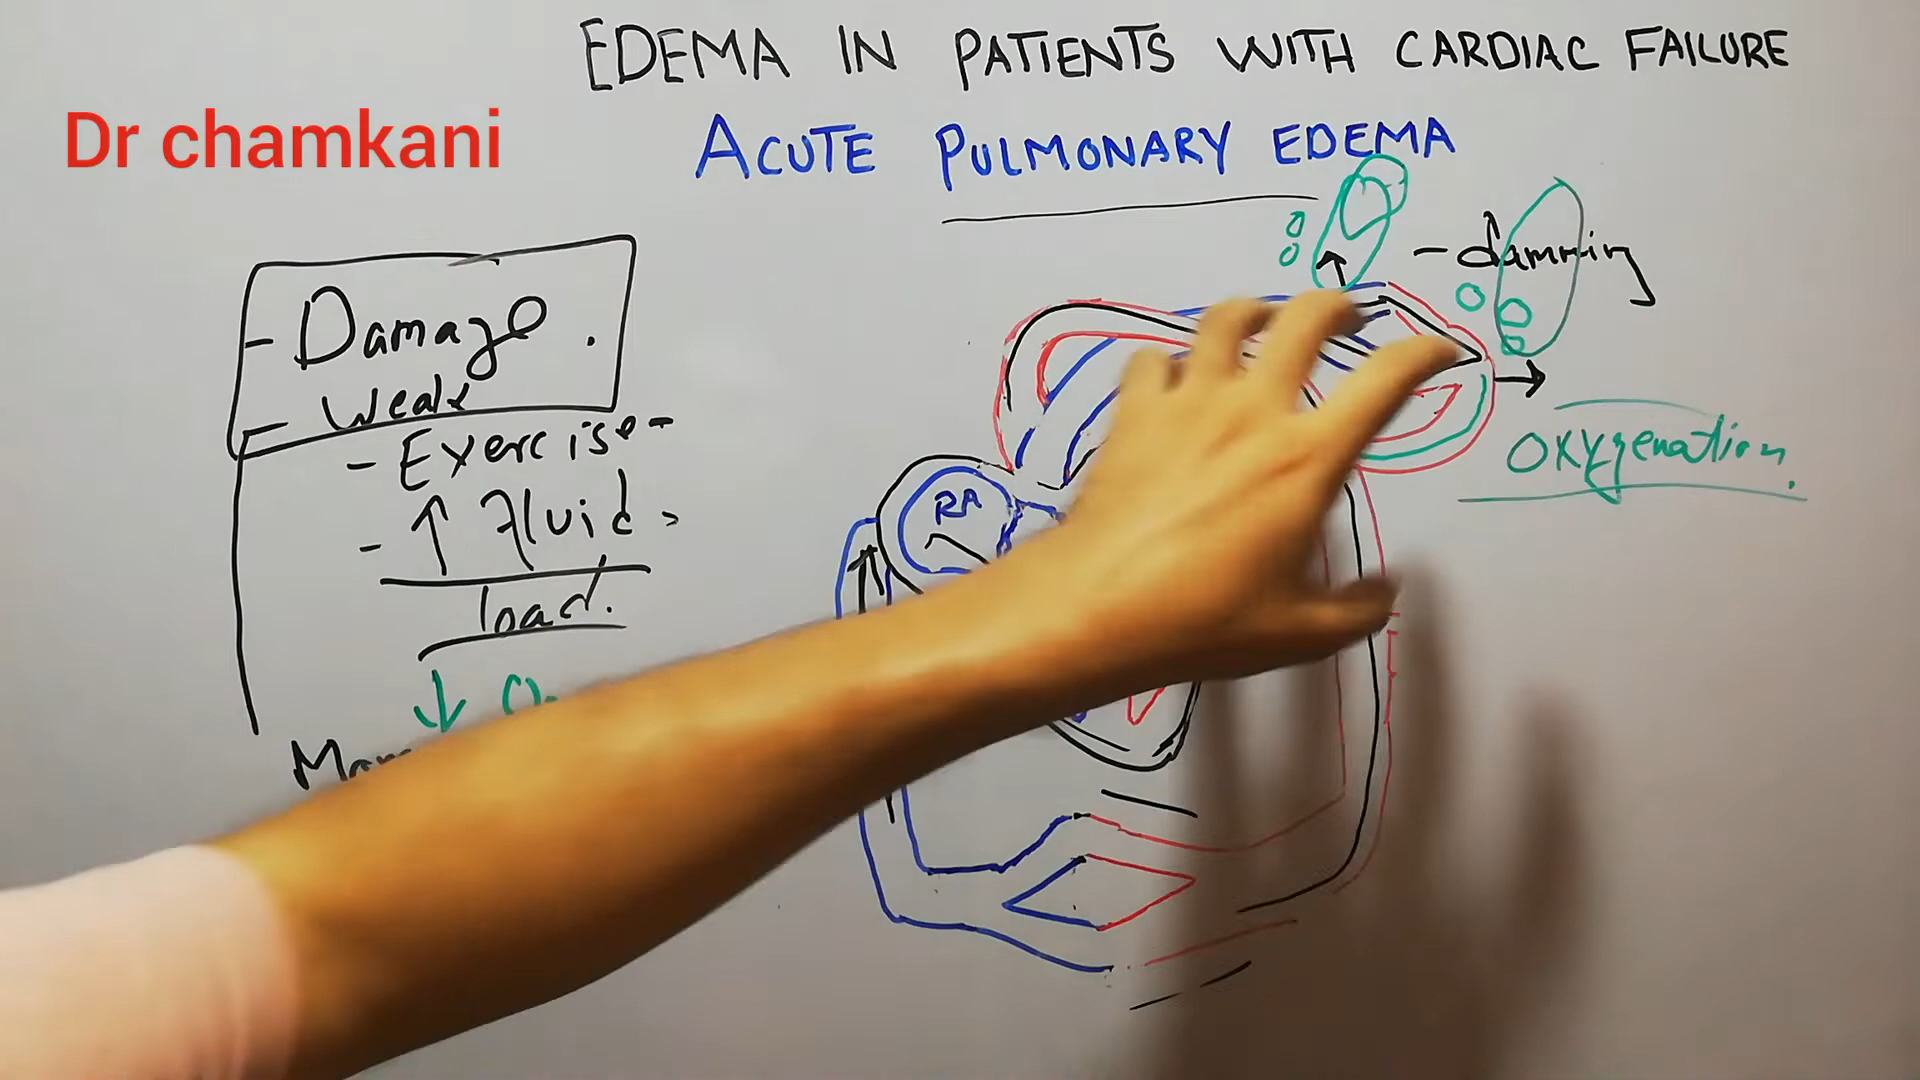 EDEMA IN PATIENTS WITH CARDIAC FAILURE
Dr chamkani
ACUTE PULMONARY EDEMA
- damming
- Damage .
- Weak
- Exercise -
- ↑ fluid
load.
OXYgenation.
RA
↓